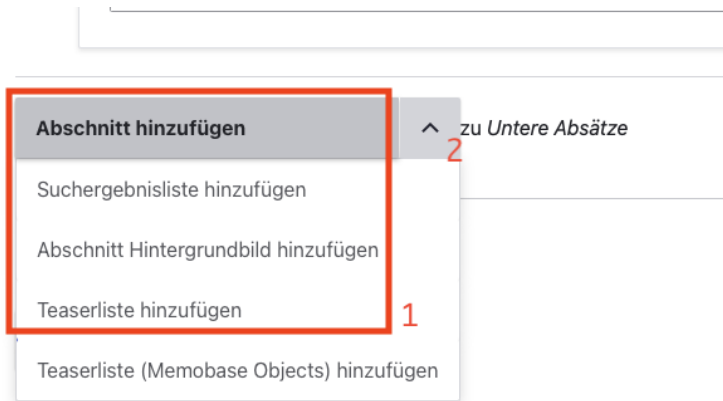 Abschnitt hinzufügen zu Untere Absätze
2
Suchergebnisliste hinzufügen
Abschnitt Hintergrundbild hinzufügen
Teaserliste hinzufügen 1
Teaserliste (Memobase Objects) hinzufügen